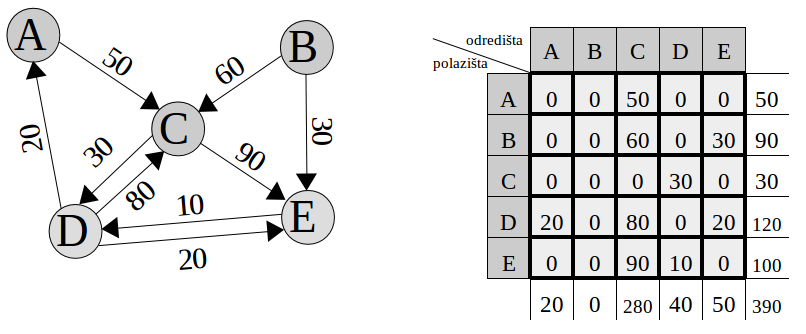 A
B
50
60
C
20
30
80
90
30
D
E
10
20
odredišta
polazišta
A B C D E
A 0 0 50 0 0 50
B 0 0 60 0 30 90
C 0 0 0 30 0 30
D 20 0 80 0 20 120
E 0 0 90 10 0 100
20 0 280 40 50 390